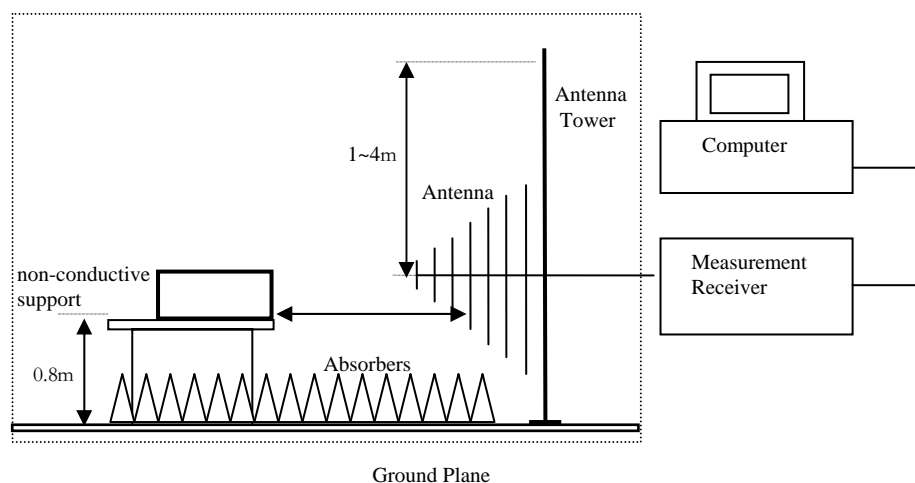 Antenna
Tower
1~4m
Computer
Antenna
non-conductive
support
Measurement
Receiver
0.8m
Absorbers
Ground Plane